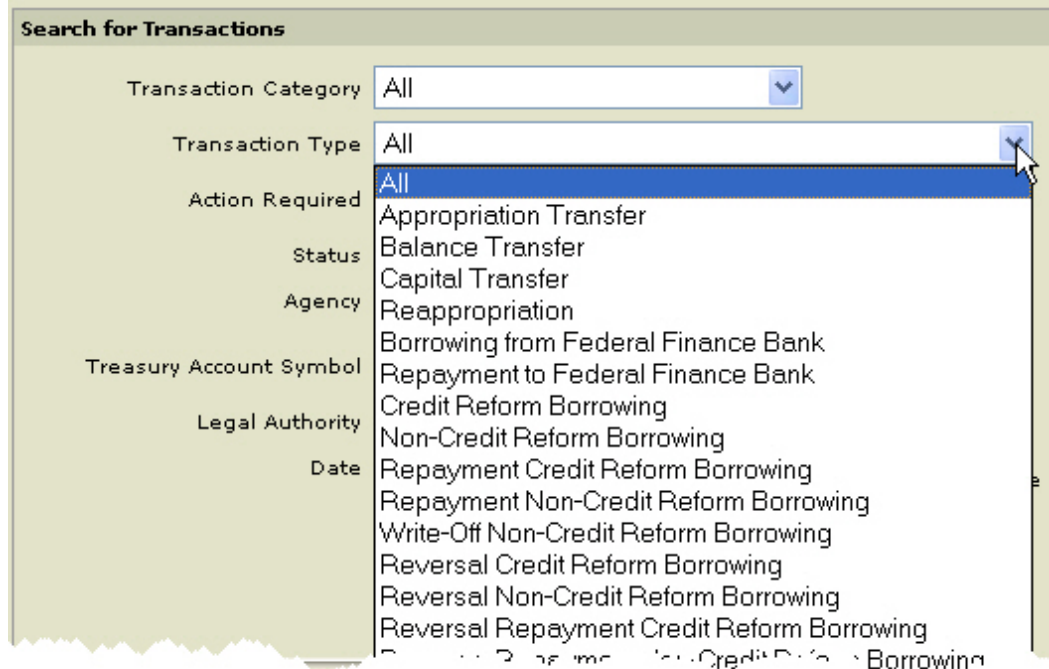 Search for Transactions
Transaction Category All
Transaction Type All
All
Action Required
Appropriation Transfer
Status Balance Transfer
Capital Transfer
Agency
Reappropriation
Borrowing from Federal Finance Bank
Treasury Account Symbol
Repayment to Federal Finance Bank
Credit Reform Borrowing
Legal Authority
Non-Credit Reform Borrowing
Date Repayment Credit Reform Borrowing
Repayment Non-Credit Reform Borrowing
Write-Off Non-Credit Reform Borrowing
Reversal Credit Reform Borrowing
Reversal Non-Credit Reform Borrowing
Reversal Repayment Credit Reform Borrowing
Borrowing